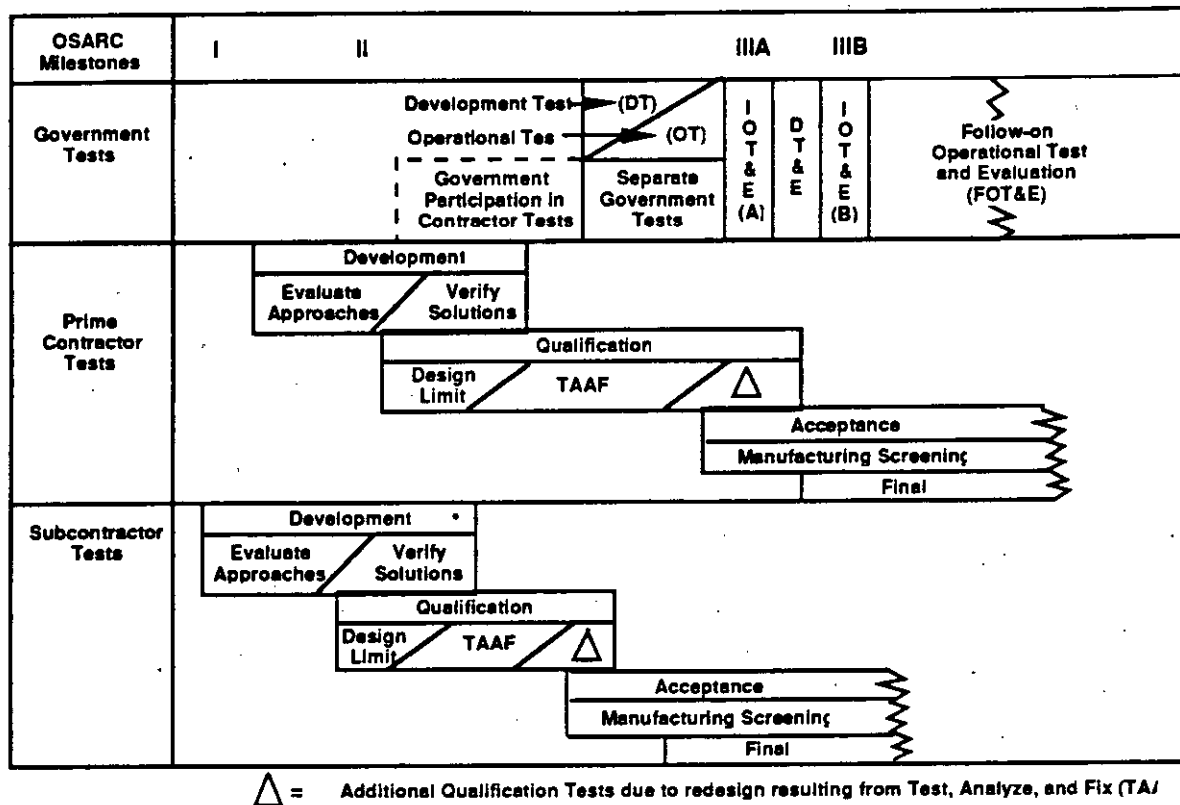 OSARC
Milestones
I
II
IIIA
IIIB
Government
Tests
Development Test
(DT)
Operational Tes
(OT)
Government
Participation in
Contractor Tests
Separate
Government
Tests
I
O
T
&
E
(A)
D
T
&
E
I
O
T
&
E
(B)
Follow-on
Operational Test
and Evaluation
(FOT&E)
Prime
Contractor
Tests
Development
Evaluate
Approaches
Verify
Solutions
Qualification
Design
Limit
TAAF
Δ
Acceptance
Manufacturing Screening
Final
Subcontractor
Tests
Development
Evaluate
Approaches
Verify
Solutions
Qualification
Design
Limit
TAAF
Δ
Acceptance
Manufacturing Screening
Final
Δ = Additional Qualification Tests due to redesign resulting from Test, Analyze, and Fix (TA